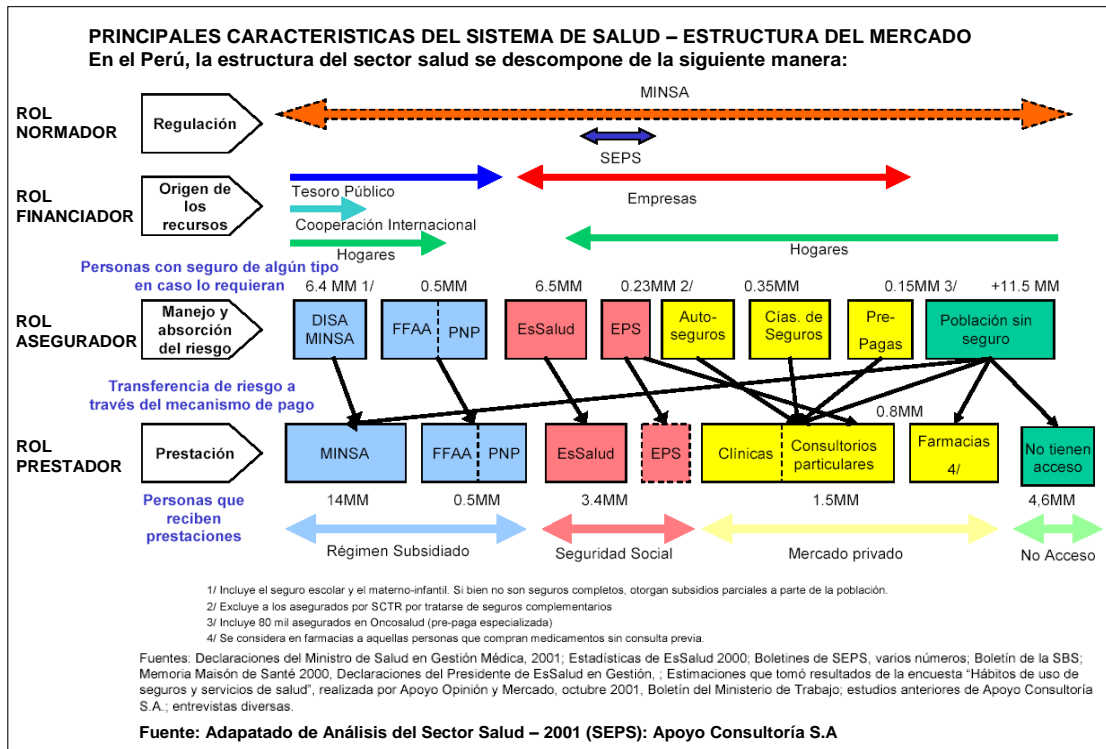 PRINCIPALES CARACTERISTICAS DEL SISTEMA DE SALUD – ESTRUCTURA DEL MERCADO
En el Perú, la estructura del sector salud se descompone de la siguiente manera:
MINSA
ROL
NORMADOR
Regulación
SEPS
ROL
FINANCIADOR
Origen de
los
recursos
Tesoro Público
Empresas
Cooperación Internacional
Hogares
Hogares
Personas con seguro de algún tipo
en caso lo requieran
6.4 MM 1/
0.5MM
6.5MM
0.23MM 2/
0.35MM
0.15MM 3/
+11.5 MM
ROL
ASEGURADOR
Manejo y
absorción
del riesgo
DISA
MINSA
FFAA
PNP
EsSalud
EPS
Auto-
seguros
Cías. de
Seguros
Pre-
Pagas
Población sin
seguro
Transferencia de riesgo a
través del mecanismo de pago
0.8MM
ROL
PRESTADOR
Prestación
MINSA
FFAA
PNP
EsSalud
EPS
Clínicas
Consultorios
particulares
Farmacias
4/
No tienen
acceso
Personas que
reciben
prestaciones
14MM
0.5MM
3.4MM
1.5MM
4,6MM
Régimen Subsidiado
Seguridad Social
Mercado privado
No Acceso
1/ Incluye el seguro escolar y el materno-infantil. Si bien no son seguros completos, otorgan subsidios parciales a parte de la población.
2/ Excluye a los asegurados por SCTR por tratarse de seguros complementarios
3/ Incluye 80 mil asegurados en Oncosalud (pre-paga especializada)
4/ Se considera en farmacias a aquellas personas que compran medicamentos sin consulta previa.
Fuentes: Declaraciones del Ministro de Salud en Gestión Médica, 2001; Estadísticas de EsSalud 2000; Boletines de SEPS, varios números; Boletín de la SBS;
Memoria Maisón de Santé 2000, Declaraciones del Presidente de EsSalud en Gestión, ; Estimaciones que tomó resultados de la encuesta “Hábitos de uso de
seguros y servicios de salud”, realizada por Apoyo Opinión y Mercado, octubre 2001, Boletín del Ministerio de Trabajo; estudios anteriores de Apoyo Consultoría
S.A.; entrevistas diversas.
Fuente: Adapatado de Análisis del Sector Salud – 2001 (SEPS): Apoyo Consultoría S.A